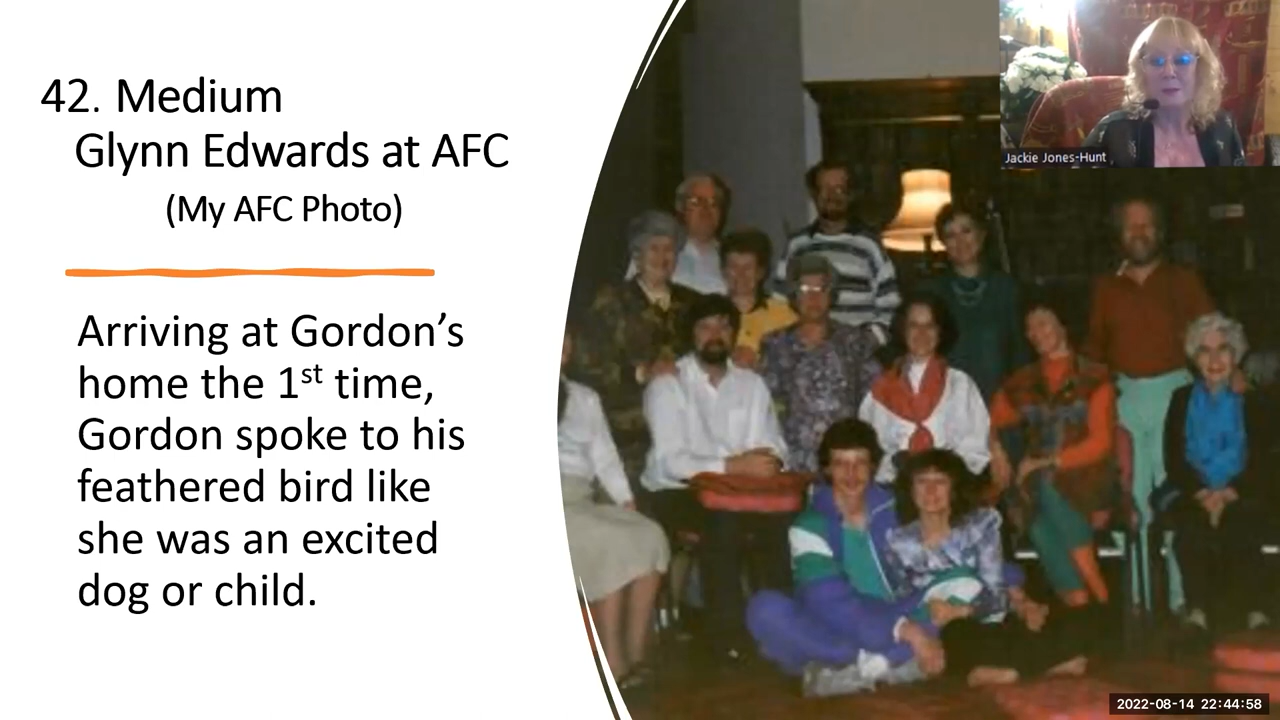 42. Medium
Glynn Edwards at AFC
(My AFC Photo)
Arriving at Gordon’s
home the 1st time,
Gordon spoke to his
feathered bird like
she was an excited
dog or child.
Jackie Jones-Hunt
2022-08-14 22:44:58